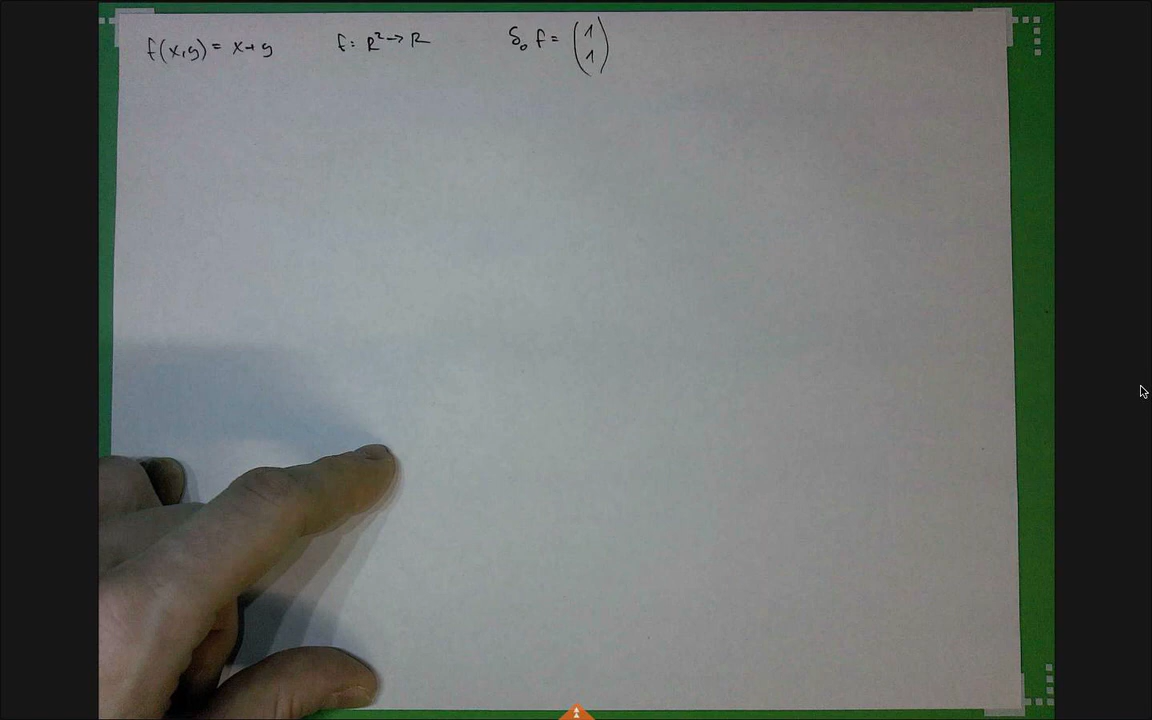 f(x,y) = x+y f: R²→R δ₀ f = (1 1)